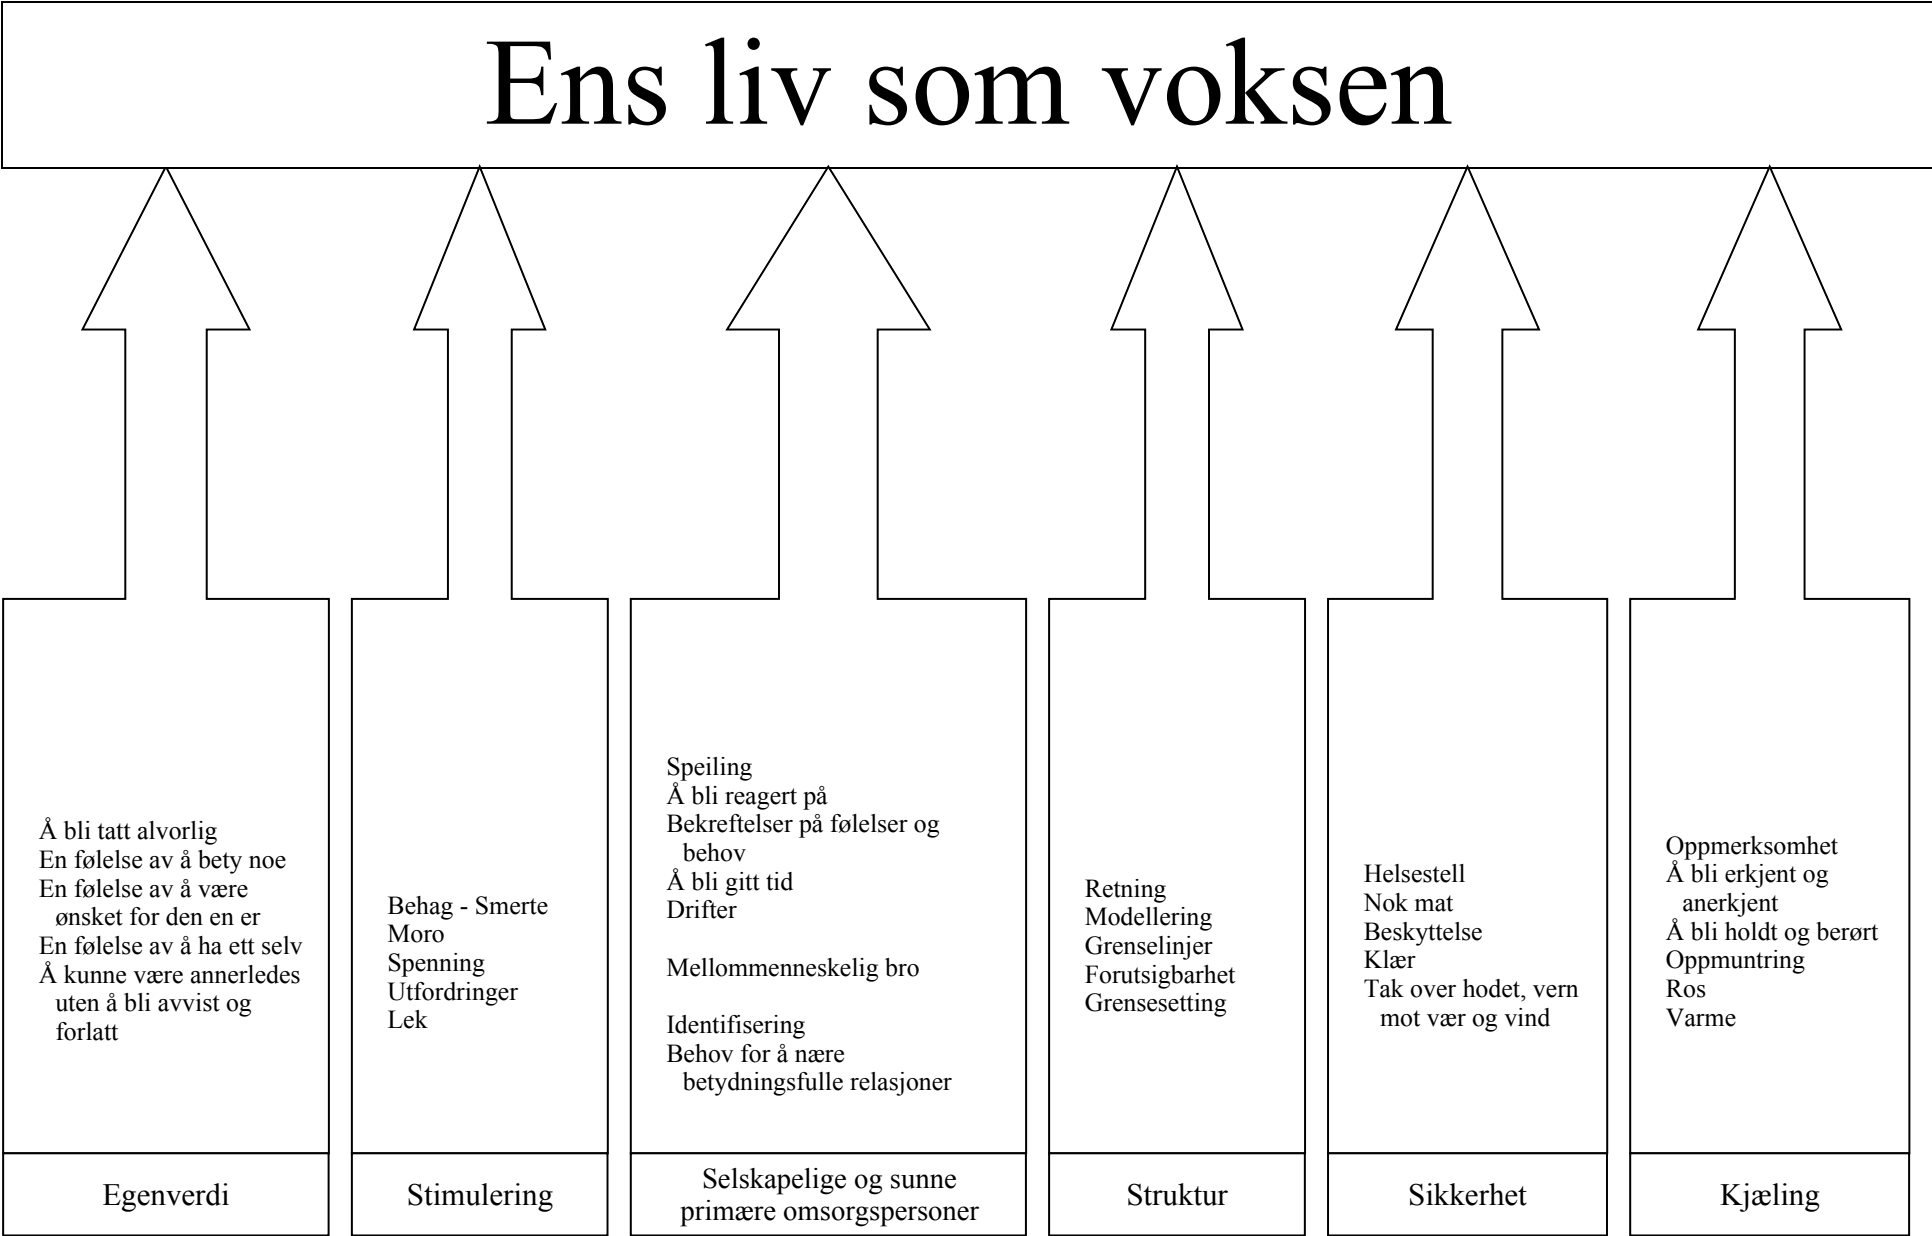 Ens liv som voksen
Å bli tatt alvorlig
En følelse av å bety noe
En følelse av å være
ønsket for den en er
En følelse av å ha ett selv
Å kunne være annerledes
uten å bli avvist og
forlatt
Egenverdi
Behag - Smerte
Moro
Spenning
Utfordringer
Lek
Stimulering
Speiling
Å bli reagert på
Bekreftelser på følelser og
behov
Å bli gitt tid
Drifter
Mellommenneskelig bro
Identifisering
Behov for å nære
betydningsfulle relasjoner
Selskapelige og sunne
primære omsorgspersoner
Retning
Modellering
Grenselinjer
Forutsigbarhet
Grensesetting
Struktur
Helsestell
Nok mat
Beskyttelse
Klær
Tak over hodet, vern
mot vær og vind
Sikkerhet
Oppmerksomhet
Å bli erkjent og
anerkjent
Å bli holdt og berørt
Oppmuntring
Ros
Varme
Kjæling